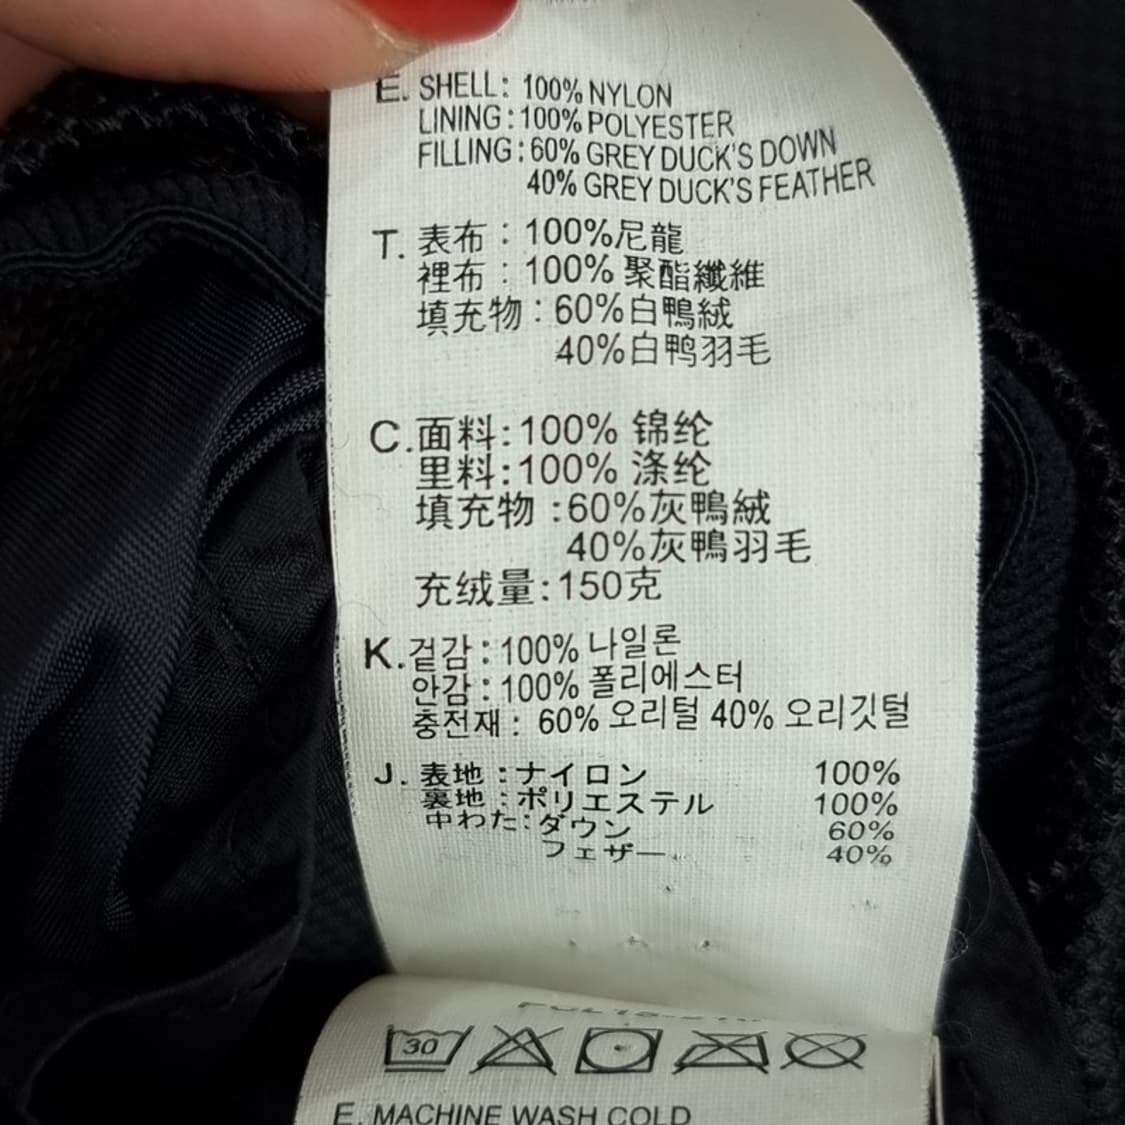 E. SHELL: 100% NYLON
LINING: 100% POLYESTER
FILLING: 60% GREY DUCK'S DOWN
40% GREY DUCK'S FEATHER
T. 表布: 100%尼龍
裡布: 100% 聚酯纖維
填充物: 60%白鴨絨
40%白鸭羽毛
C.面料:100% 锦纶
里料:100% 涤纶
填充物:60%灰鴨絨
40%灰鴨羽毛
充绒量:150克
K.겉감: 100% 나일론
안감: 100% 폴리에스터
충전재: 60% 오리털 40% 오리깃털
J. 表地:ナイロン 100%
裏地:ポリエステル 100%
中わた:ダウン 60%
フェザー 40%
30
E. MACHINE WASH COLD